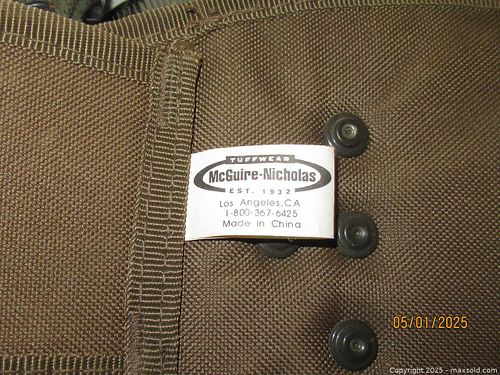 TUFFWEAR
McGuire-Nicholas
EST. 1932
Los Angeles, CA
1-800-367-6425
Made in China
05/01/2025
Copyright 2025 - maxsold.com